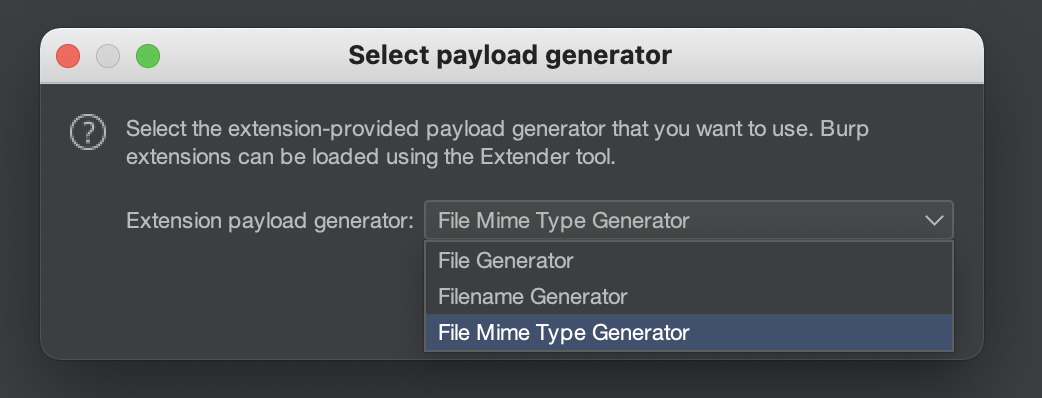 Select payload generator
Select the extension-provided payload generator that you want to use. Burp
extensions can be loaded using the Extender tool.
Extension payload generator: File Mime Type Generator
File Generator
Filename Generator
File Mime Type Generator